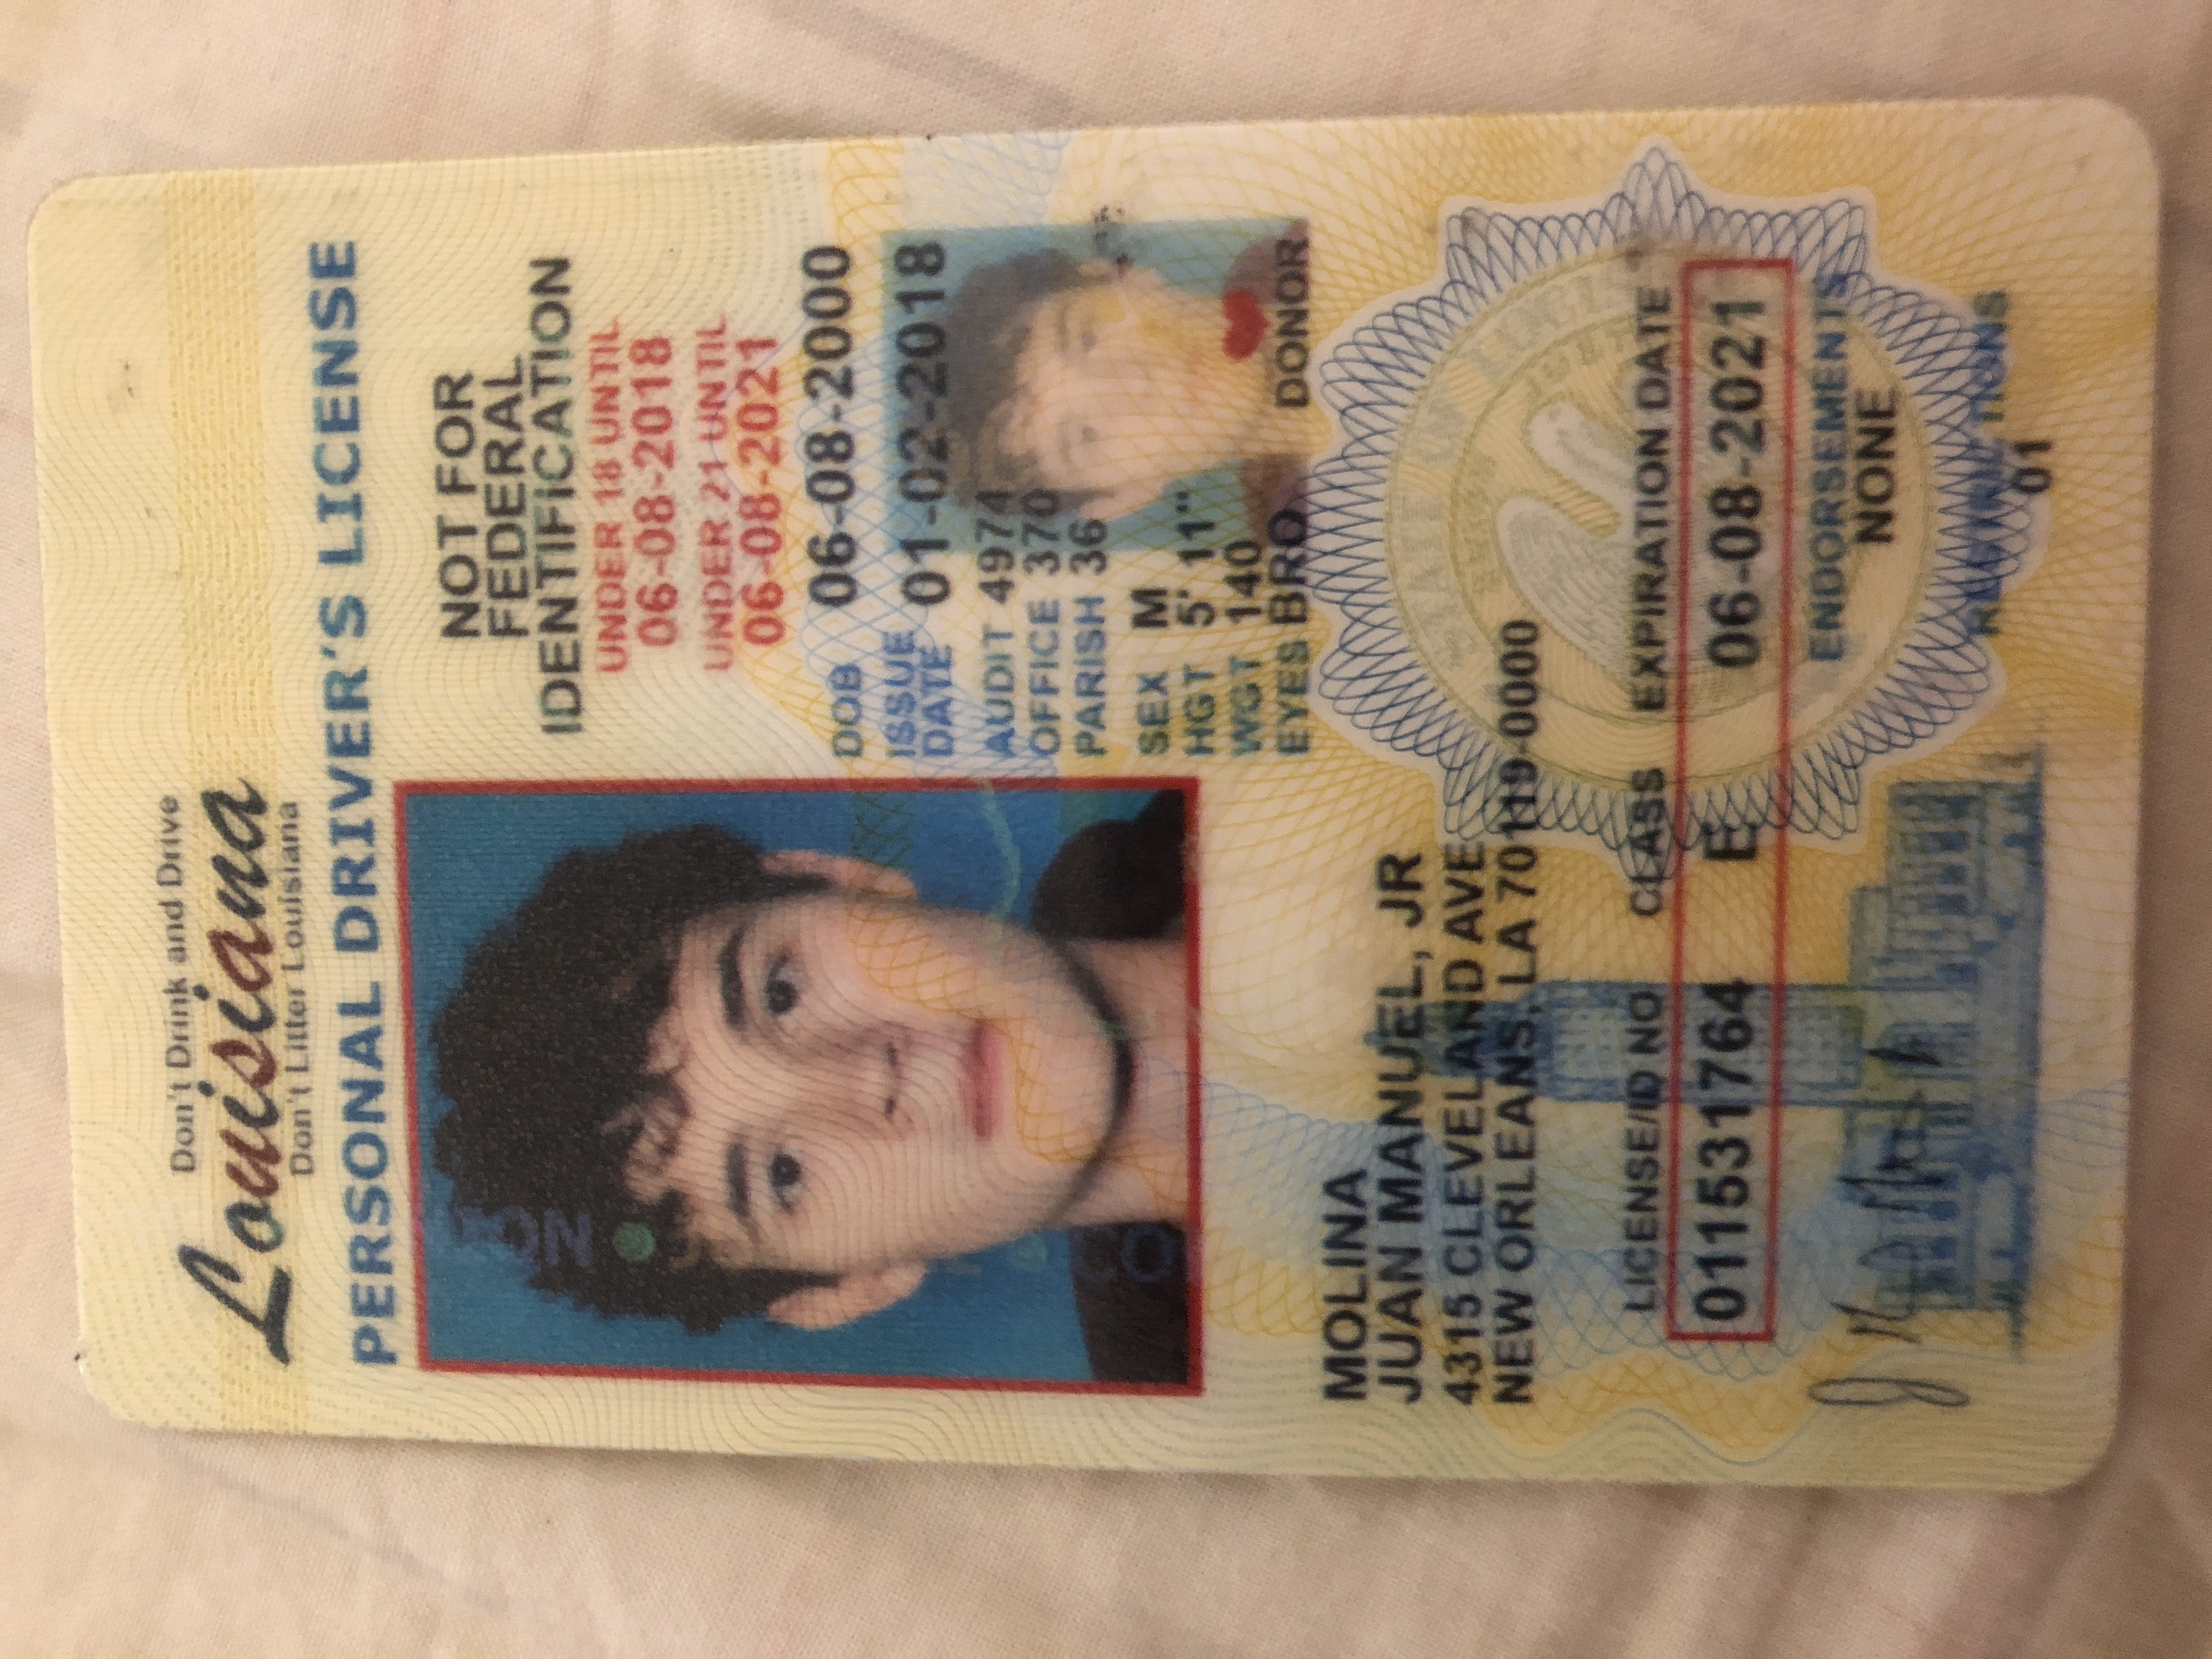 Don't Drink and Drive
Louisiana
Don't Litter Louisiana
PERSONAL DRIVER'S LICENSE
NOT FOR
FEDERAL
IDENTIFICATION
UNDER 18 UNTIL
06-08-2018
UNDER 21 UNTIL
06-08-2021
DOB 06-08-2000
ISSUE
DATE 01-02-2018
AUDIT 4974
OFFICE 370
PARISH 36
SEX M
HGT 5' 11"
WGT 140
EYES BRO
DONOR
MOLINA
JUAN MANUEL, JR
4315 CLEVELAND AVE
NEW ORLEANS, LA 70119-0000
LICENSE/ID NO CLASS EXPIRATION DATE
011531764 E 06-08-2021
ENDORSEMENTS
NONE
RESTRICTIONS
01